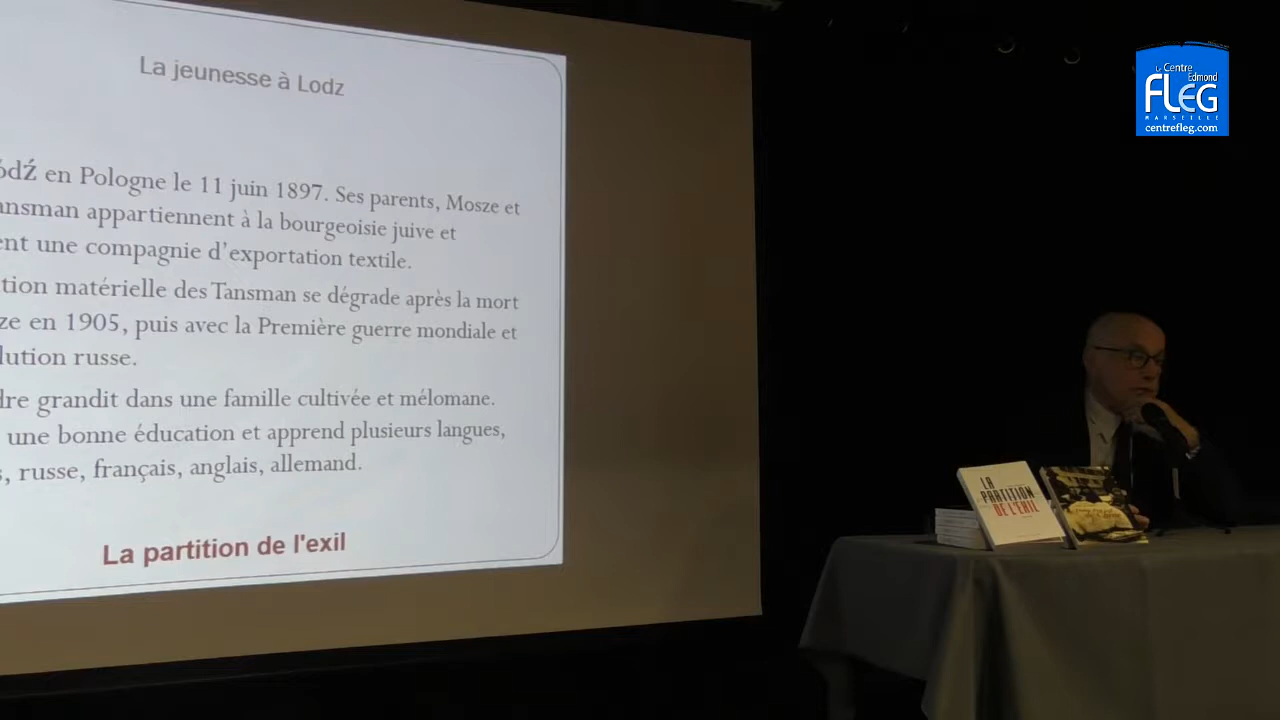 La jeunesse à Lodz
ódź en Pologne le 11 juin 1897. Ses parents, Mosze et
ansman appartiennent à la bourgeoisie juive et
ent une compagnie d'exportation textile.
tion matérielle des Tansman se dégrade après la mort
ze en 1905, puis avec la Première guerre mondiale et
lution russe.
dre grandit dans une famille cultivée et mélomane.
une bonne éducation et apprend plusieurs langues,
s, russe, français, anglais, allemand.
La partition de l'exil
Le Centre
Edmond
FLEG
MARSEILLE
centrefleg.com
LA
PARTITION
DE L'EXIL